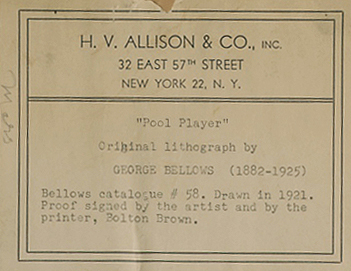 H. V. ALLISON & CO., INC.
32 EAST 57TH STREET
NEW YORK 22, N. Y.
"Pool Player"
Original lithograph by
GEORGE BELLOWS (1882-1925)
Bellows catalogue # 58. Drawn in 1921.
Proof signed by the artist and by the
printer, Bolton Brown.